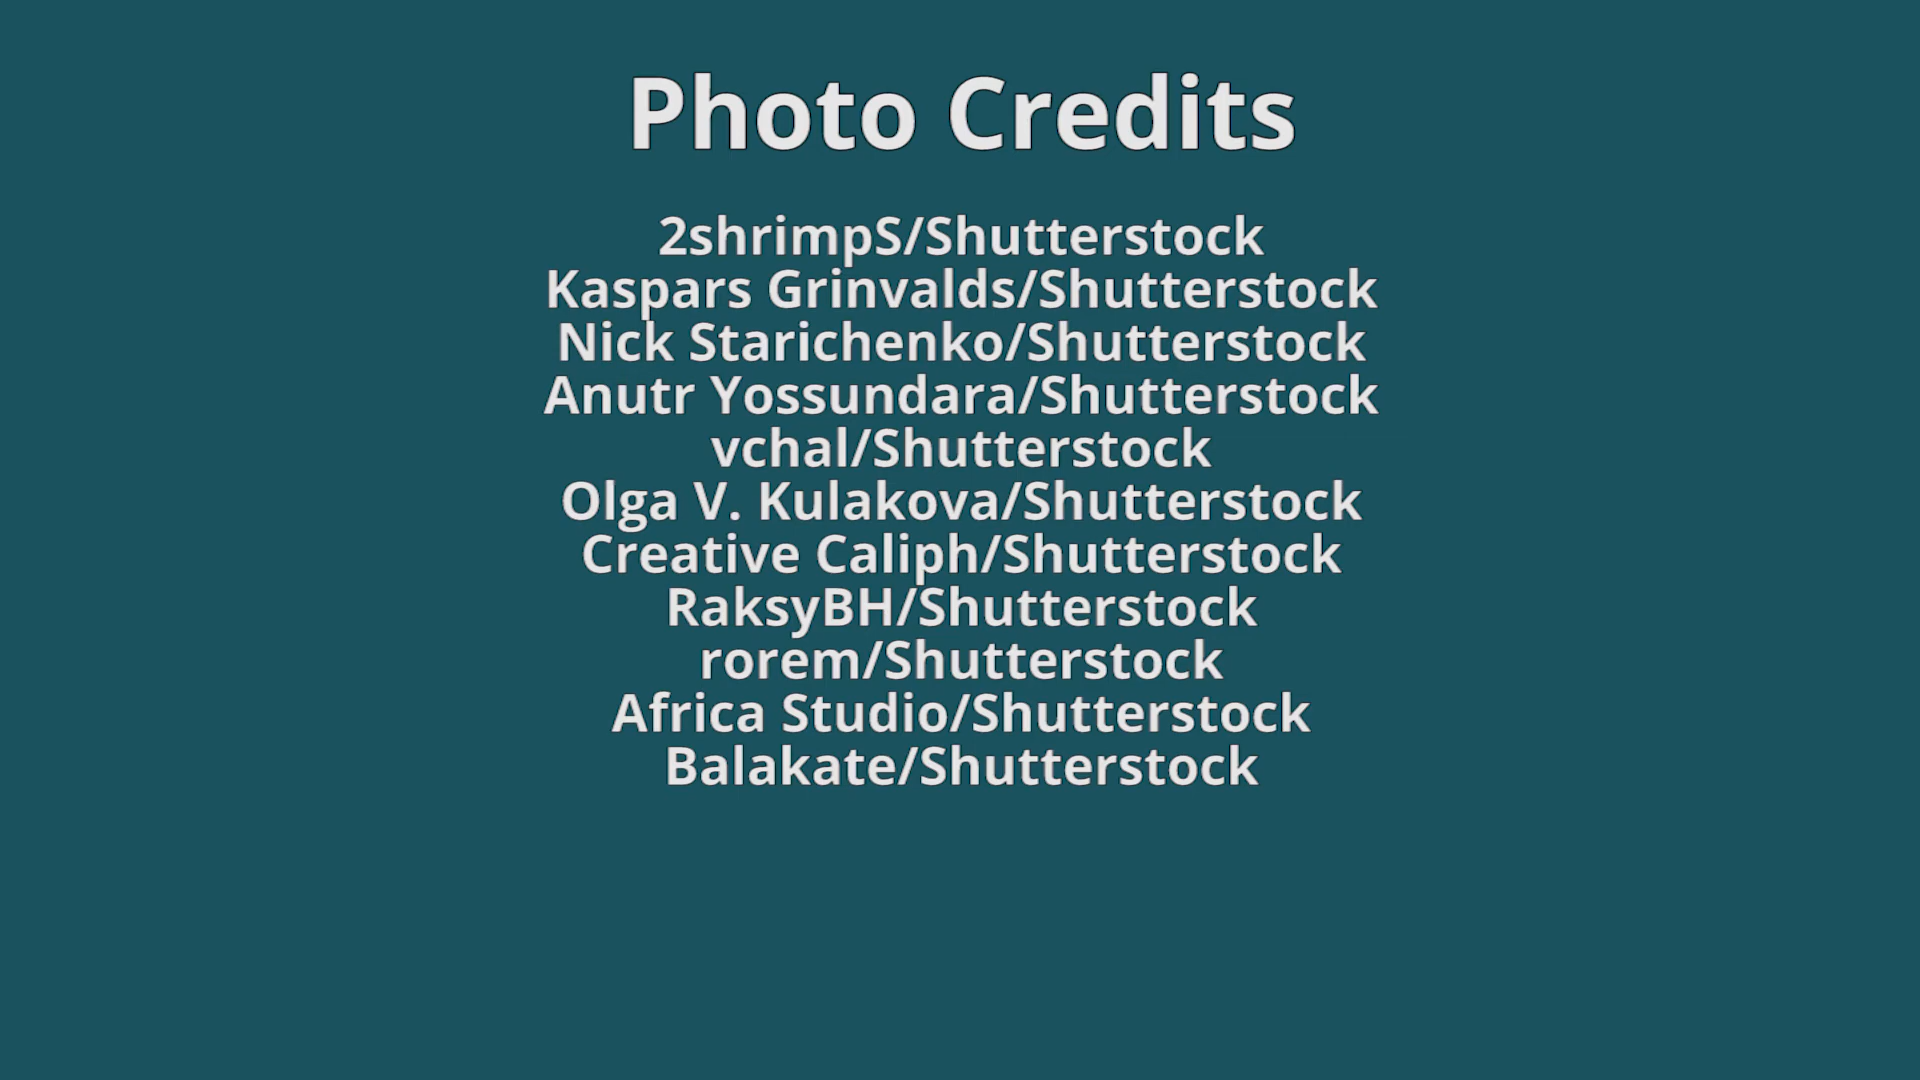 Photo Credits
2shrimpS/Shutterstock
Kaspars Grinvalds/Shutterstock
Nick Starichenko/Shutterstock
Anutr Yossundara/Shutterstock
vchal/Shutterstock
Olga V. Kulakova/Shutterstock
Creative Caliph/Shutterstock
RaksyBH/Shutterstock
rorem/Shutterstock
Africa Studio/Shutterstock
Balakate/Shutterstock